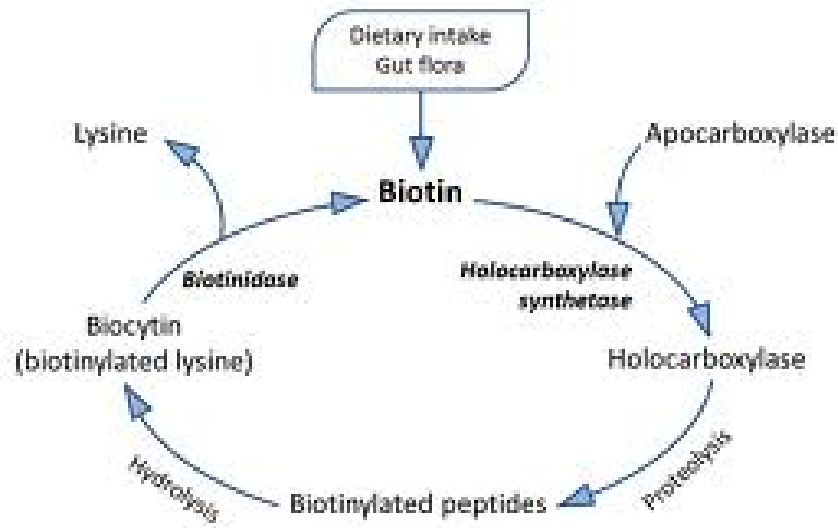 Dietary intake
Gut flora
Lysine
Apocarboxylase
Biotin
Biotinidase
Holocarboxylase
synthetase
Biocytin
(biotinylated lysine)
Holocarboxylase
Hydrolysis
Biotinylated peptides
Proteolysis